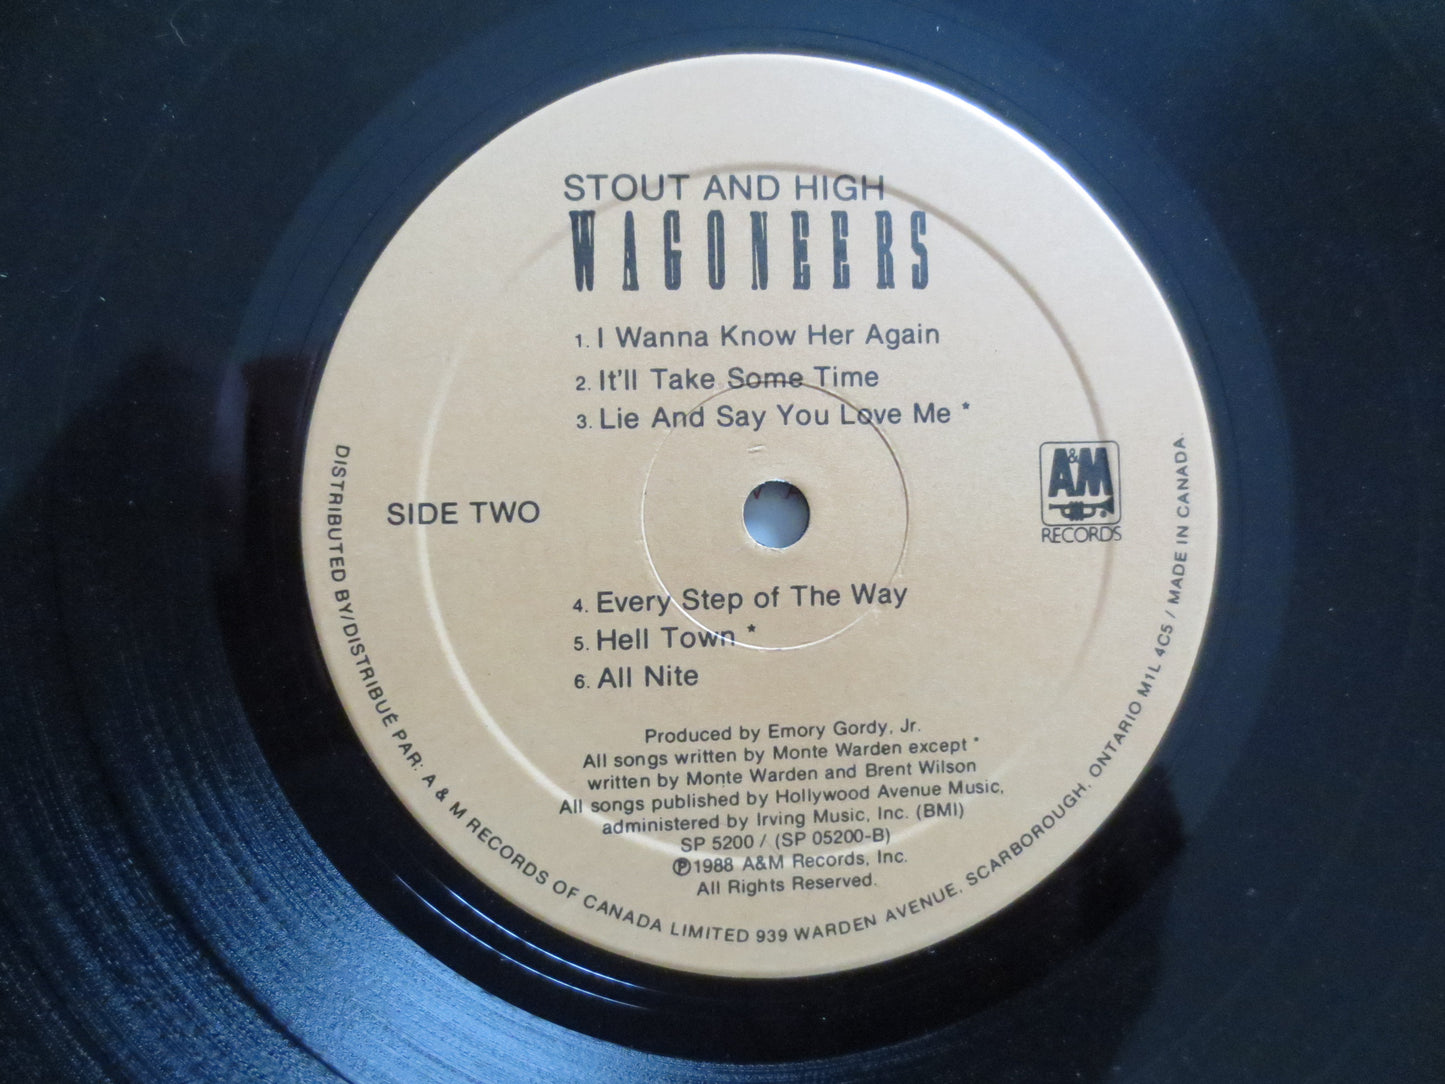 STOUT AND HIGH
WAGONEERS
1. I Wanna Know Her Again
2. It'll Take Some Time
3. Lie And Say You Love Me *
SIDE TWO
A&M
RECORDS
4. Every Step of The Way
5. Hell Town *
6. All Nite
Produced by Emory Gordy, Jr.
All songs written by Monte Warden except *
written by Monte Warden and Brent Wilson
All songs published by Hollywood Avenue Music,
administered by Irving Music, Inc. (BMI)
SP 5200 / (SP 05200-B)
℗1988 A&M Records, Inc.
All Rights Reserved.
DISTRIBUTED BY/DISTRIBUÉ PAR: A & M RECORDS OF CANADA LIMITED 939 WARDEN AVENUE, SCARBOROUGH, ONTARIO M1L 4C5 / MADE IN CANADA.